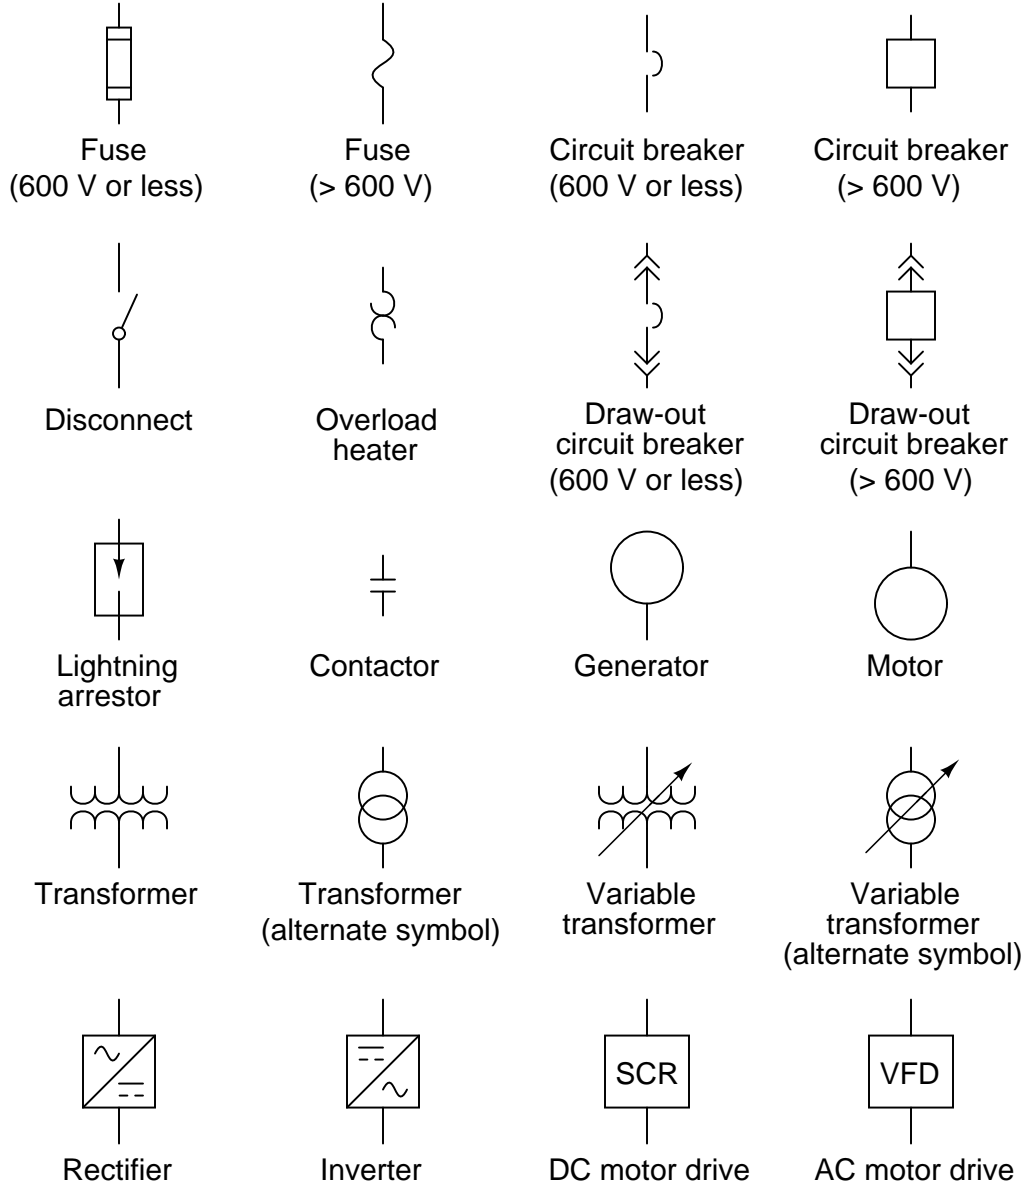 Fuse
(600 V or less)
Fuse
(> 600 V)
Circuit breaker
(600 V or less)
Circuit breaker
(> 600 V)
Disconnect
Overload
heater
Draw-out
circuit breaker
(600 V or less)
Draw-out
circuit breaker
(> 600 V)
Lightning
arrestor
Contactor
Generator
Motor
Transformer
Transformer
(alternate symbol)
Variable
transformer
Variable
transformer
(alternate symbol)
Rectifier
Inverter
SCR
DC motor drive
VFD
AC motor drive